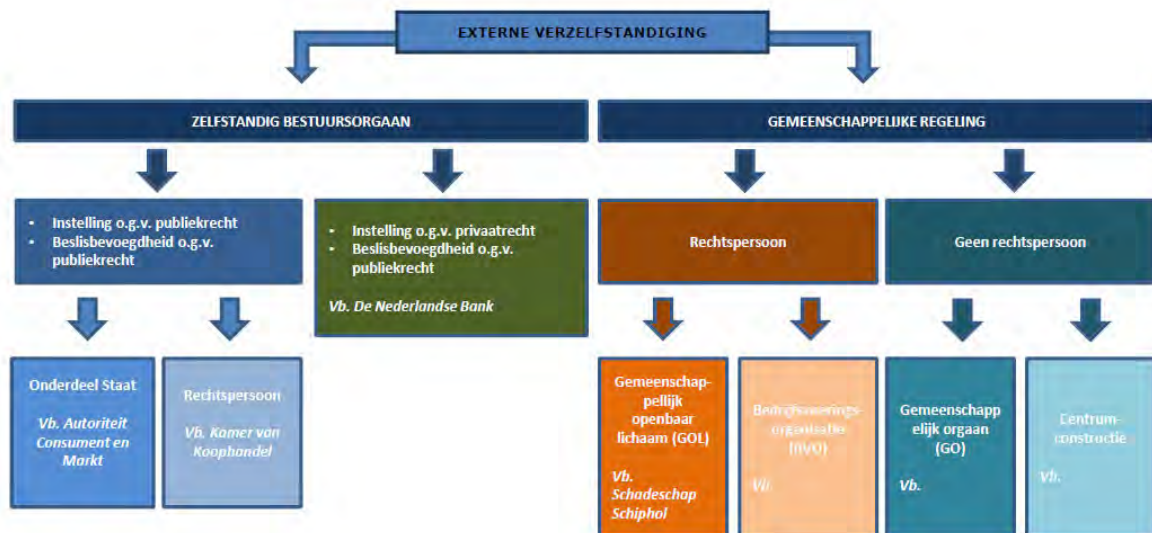 EXTERNE VERZELFSTANDIGING
ZELFSTANDIG BESTUURSORGAAN
GEMEENSCHAPPELIJKE REGELING
• Instelling o.g.v. publiekrecht
• Beslisbevoegdheid o.g.v.
publiekrecht
• Instelling o.g.v. privaatrecht
• Beslisbevoegdheid o.g.v.
publiekrecht
Vb. De Nederlandse Bank
Rechtspersoon
Geen rechtspersoon
Onderdeel Staat
Vb. Autoriteit
Consument en
Markt
Rechtspersoon
Vb. Kamer van
Koophandel
Gemeenschap-
pellijk
openbaar
lichaam (GOL)
Vb.
Schadeschap
Schiphol
Bedrijfsvoerings-
organisatie
(BVO)
Vb.
Gemeenschapp
elijk orgaan
(GO)
Vb.
Centrum-
constructie
Vb.